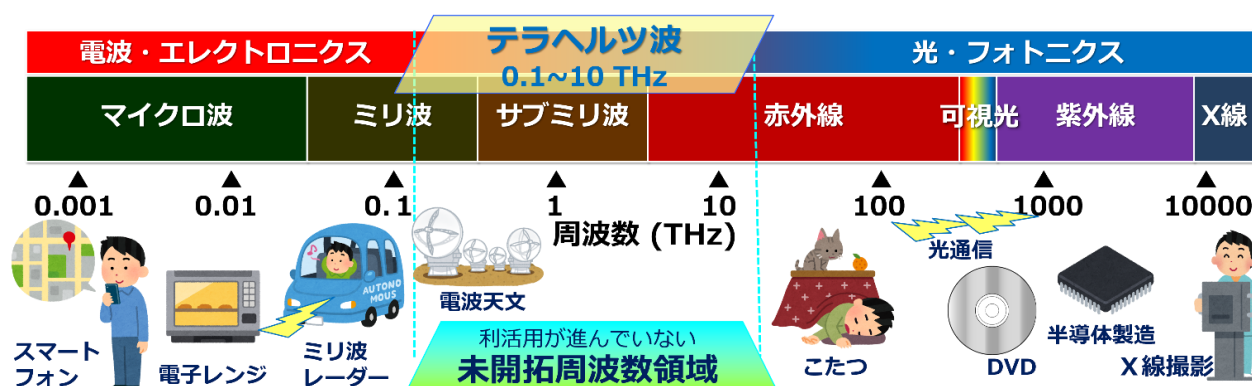 電波・エレクトロニクス
テラヘルツ波
0.1~10 THz
光・フォトニクス
マイクロ波
ミリ波
サブミリ波
赤外線
可視光
紫外線
X線
0.001
0.01
0.1
1
10
100
1000
10000
周波数 (THz)
スマート
フォン
電子レンジ
AUTONO
MOUS
ミリ波
レーダー
電波天文
利活用が進んでいない
未開拓周波数領域
こたつ
光通信
DVD
半導体製造
X線撮影